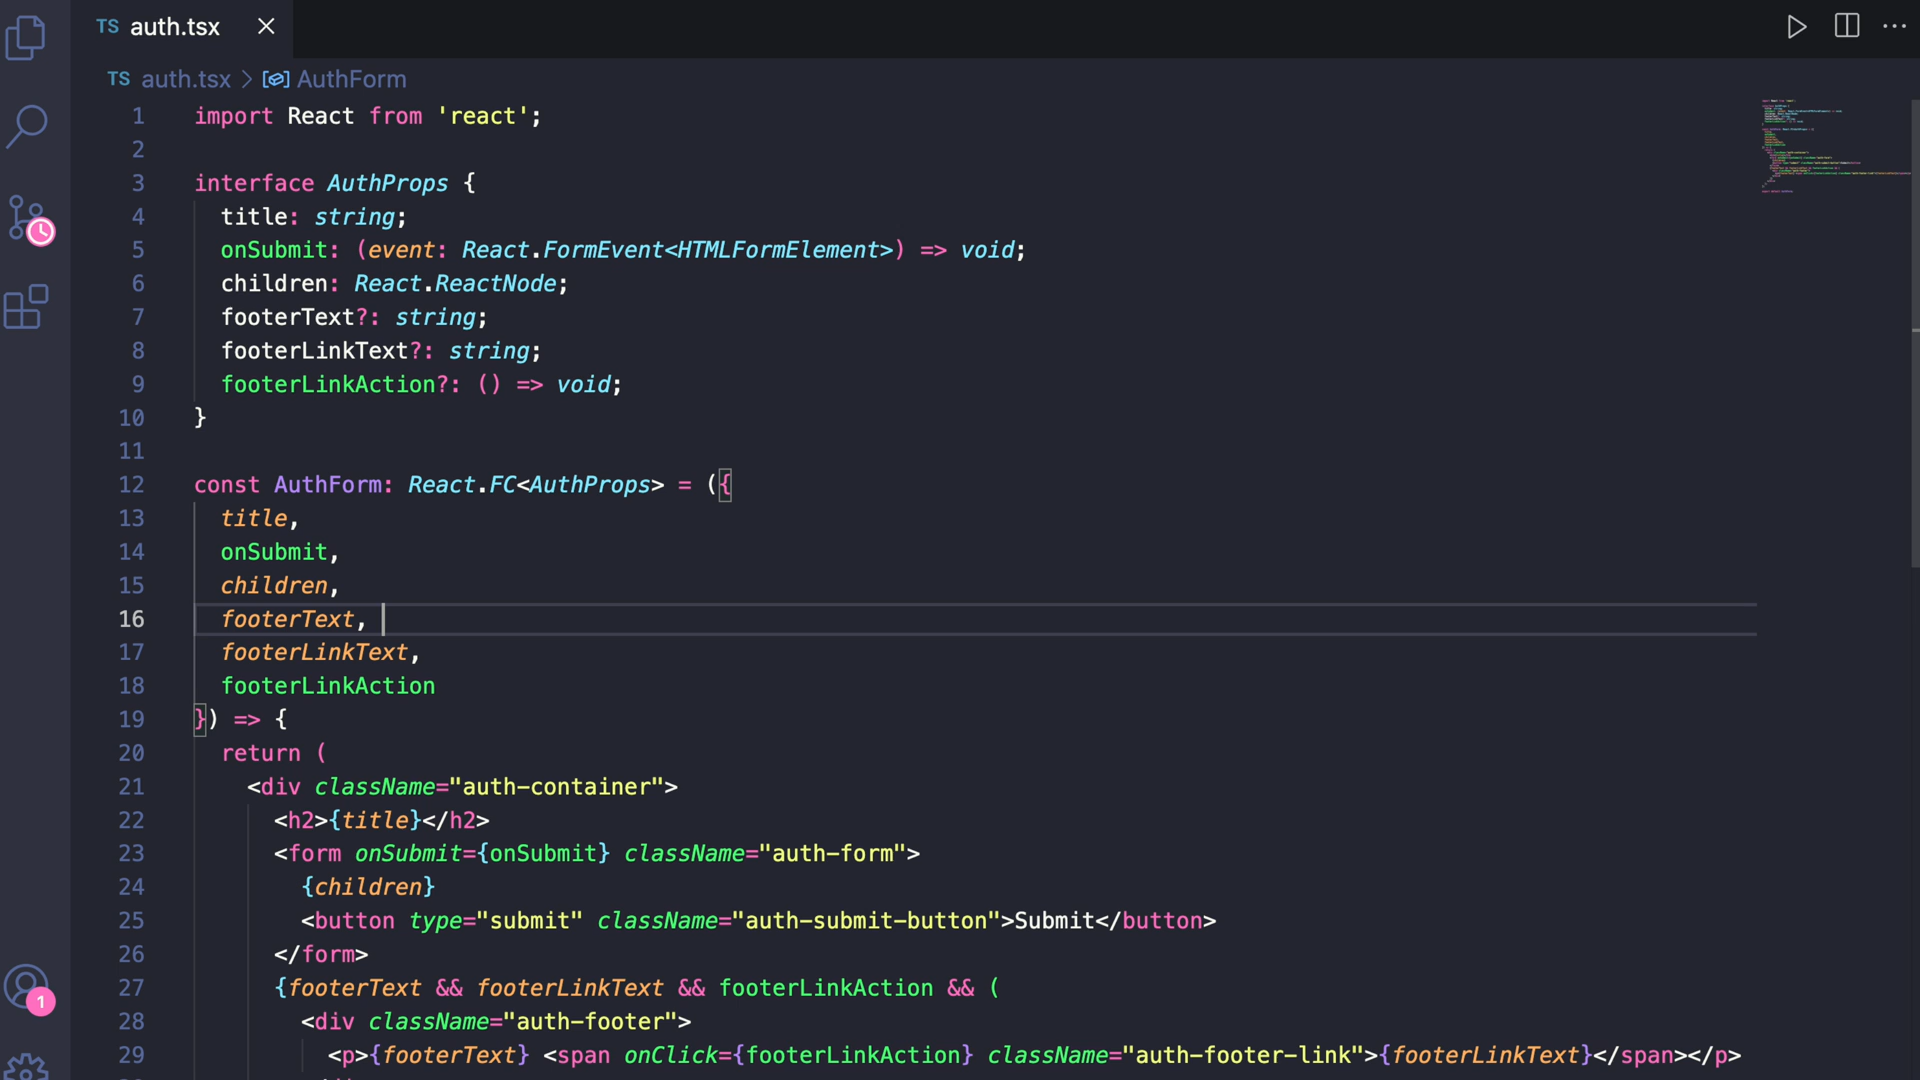 TS auth.tsx
TS auth.tsx > AuthForm
1 import React from 'react';
2
3 interface AuthProps {
4 title: string;
5 onSubmit: (event: React.FormEvent<HTMLFormElement>) => void;
6 children: React.ReactNode;
7 footerText?: string;
8 footerLinkText?: string;
9 footerLinkAction?: () => void;
10 }
11
12 const AuthForm: React.FC<AuthProps> = ({
13 title,
14 onSubmit,
15 children,
16 footerText,
17 footerLinkText,
18 footerLinkAction
19 }) => {
20 return (
21 <div className="auth-container">
22 <h2>{title}</h2>
23 <form onSubmit={onSubmit} className="auth-form">
24 {children}
25 <button type="submit" className="auth-submit-button">Submit</button>
26 </form>
27 {footerText && footerLinkText && footerLinkAction && (
28 <div className="auth-footer">
29 <p>{footerText} <span onClick={footerLinkAction} className="auth-footer-link">{footerLinkText}</span></p>
1